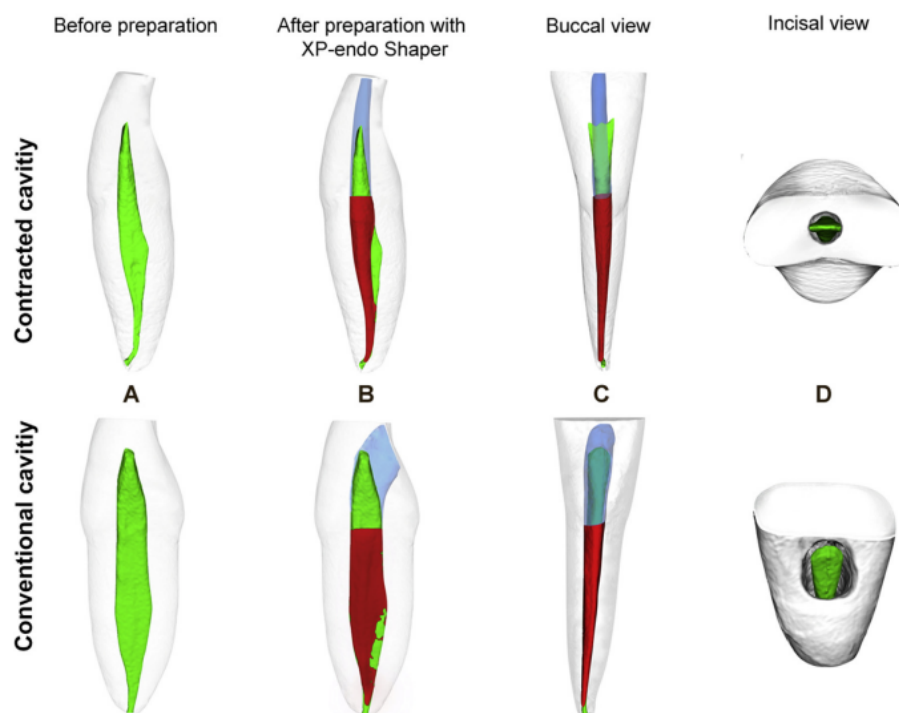 Before preparation
After preparation with
XP-endo Shaper
Buccal view
Incisal view
Contracted cavitiy
A
B
C
D
Conventional cavitiy